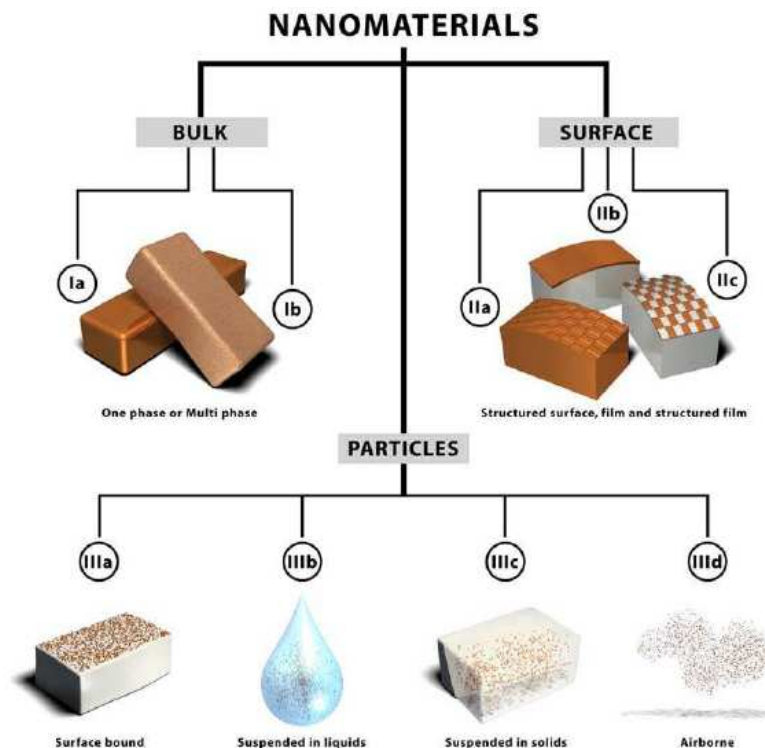 NANOMATERIALS
BULK
SURFACE
Ia
Ib
IIa
IIb
IIc
One phase or Multi phase
Structured surface, film and structured film
PARTICLES
IIIa
IIIb
IIIc
IIId
Surface bound
Suspended in liquids
Suspended in solids
Airborne